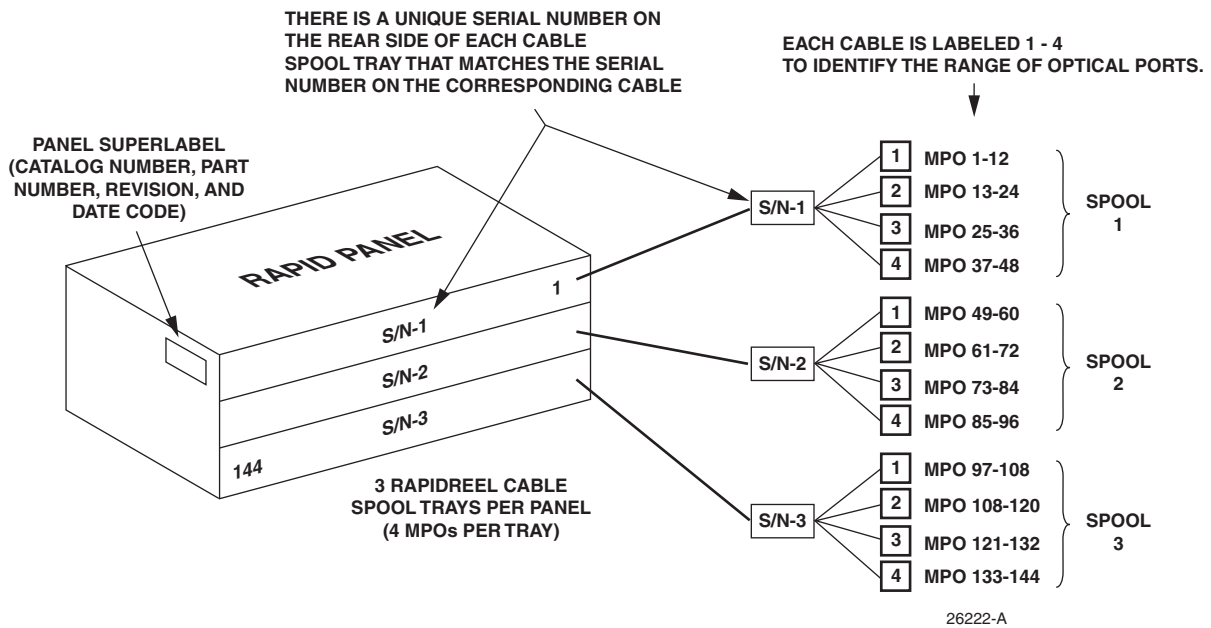 THERE IS A UNIQUE SERIAL NUMBER ON
THE REAR SIDE OF EACH CABLE
SPOOL TRAY THAT MATCHES THE SERIAL
NUMBER ON THE CORRESPONDING CABLE
EACH CABLE IS LABELED 1 - 4
TO IDENTIFY THE RANGE OF OPTICAL PORTS.
PANEL SUPERLABEL
(CATALOG NUMBER, PART
NUMBER, REVISION, AND
DATE CODE)
RAPID PANEL
1
S/N-1
S/N-2
S/N-3
144
3 RAPIDREEL CABLE
SPOOL TRAYS PER PANEL
(4 MPOs PER TRAY)
S/N-1
1 MPO 1-12
2 MPO 13-24
3 MPO 25-36
4 MPO 37-48
SPOOL
1
S/N-2
1 MPO 49-60
2 MPO 61-72
3 MPO 73-84
4 MPO 85-96
SPOOL
2
S/N-3
1 MPO 97-108
2 MPO 108-120
3 MPO 121-132
4 MPO 133-144
SPOOL
3
26222-A